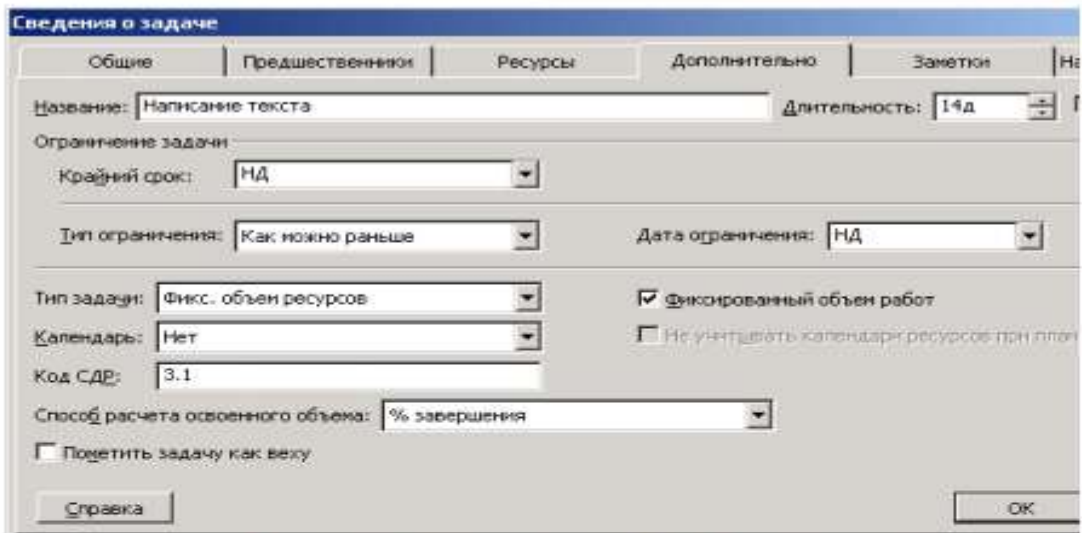 Сведения о задаче
Общие Предшественники Ресурсы Дополнительно Заметки На
Название: Написание текста Длительность: 14д
Ограничение задачи
Крайний срок: НД
Тип ограничения: Как можно раньше Дата ограничения: НД
Тип задачи: Фикс. объем ресурсов Фиксированный объем работ
Календарь: Нет Не учитывать календари ресурсов при план
Код СДР: 3.1
Способ расчета освоенного объема: % завершения
Пометить задачу как веху
Справка ОК